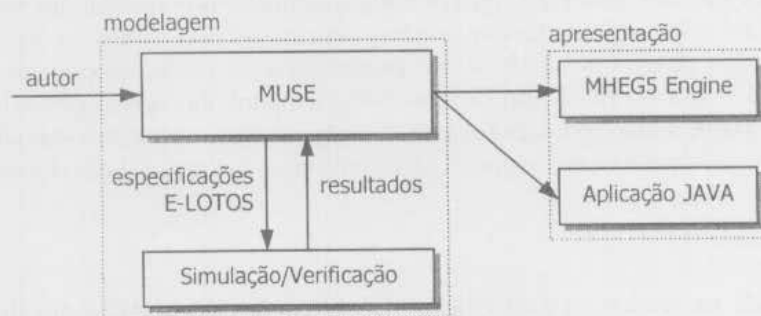 modelagem
apresentação
autor
MUSE
MHEG5 Engine
especificações
E-LOTOS
resultados
Aplicação JAVA
Simulação/Verificação